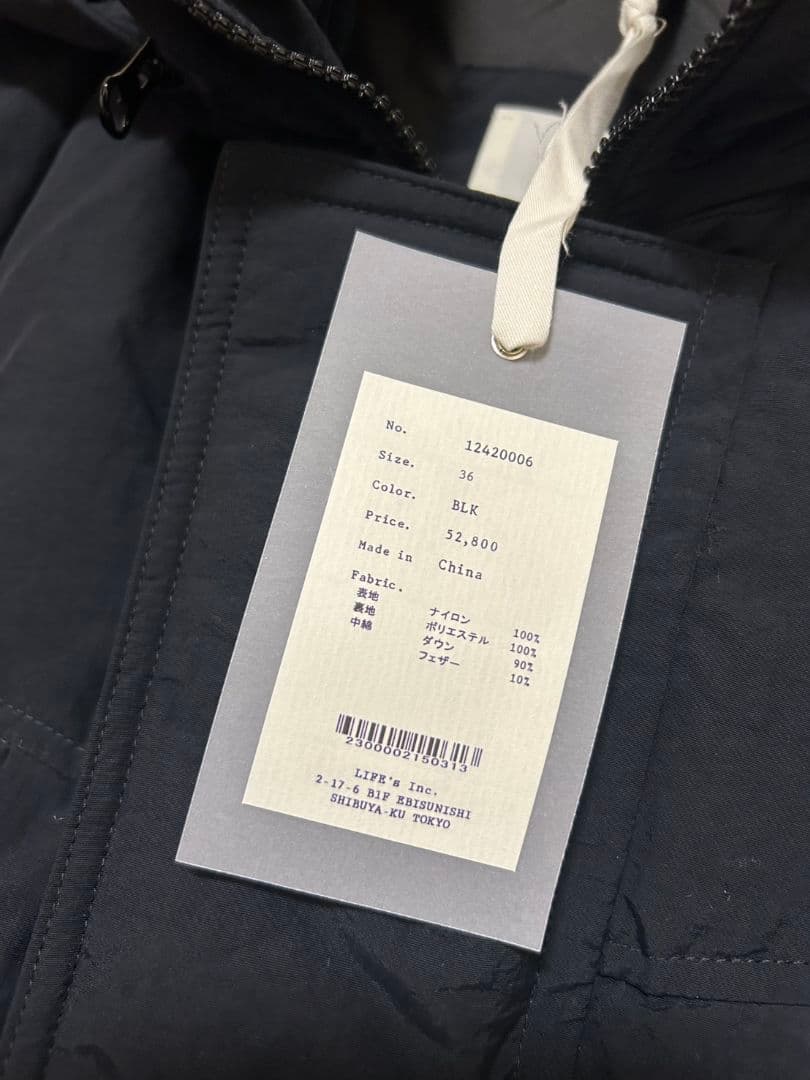 No. 12420006
Size. 36
Color. BLK
Price. 52,800
Made in China
Fabric.
表地 ナイロン 100%
裏地 ポリエステル 100%
中綿 ダウン 90%
フェザー 10%
2300002150313
LIFE's Inc.
2-17-6 B1F EBISUNISHI
SHIBUYA-KU TOKYO